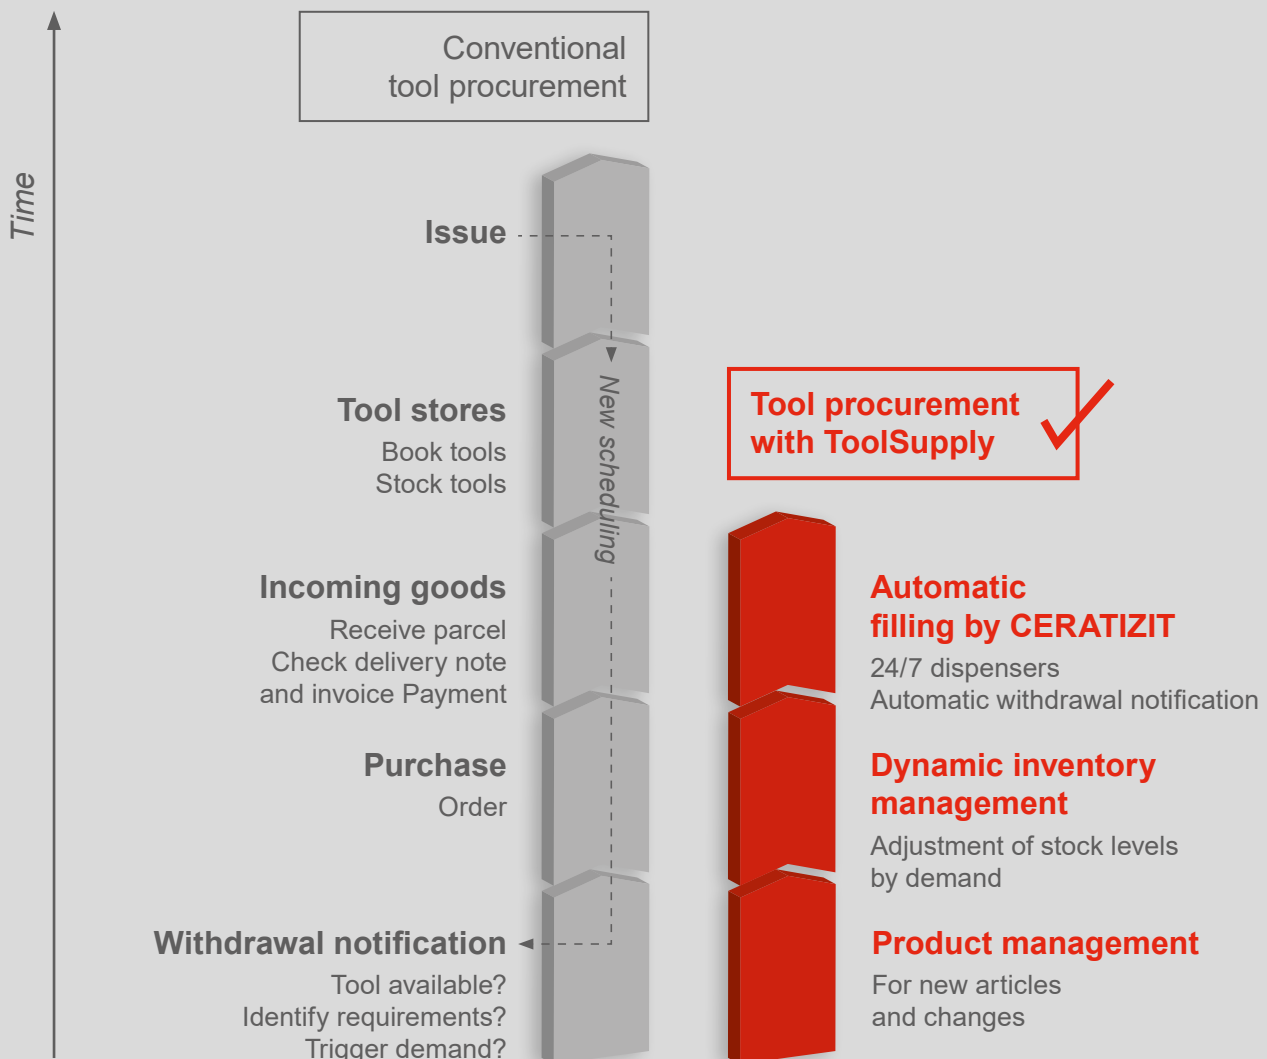 Conventional
tool procurement
Time
Issue
New scheduling
Tool stores
Book tools
Stock tools
Incoming goods
Receive parcel
Check delivery note
and invoice Payment
Purchase
Order
Withdrawal notification
Tool available?
Identify requirements?
Trigger demand?
Tool procurement
with ToolSupply
Automatic
filling by CERATIZIT
24/7 dispensers
Automatic withdrawal notification
Dynamic inventory
management
Adjustment of stock levels
by demand
Product management
For new articles
and changes